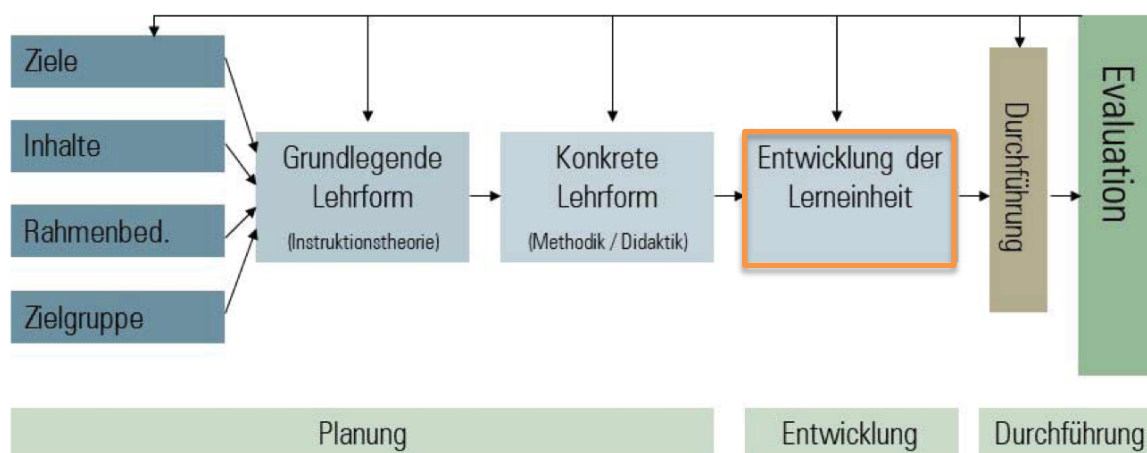 Ziele
Inhalte
Rahmenbed.
Zielgruppe
Grundlegende
Lehrform
(Instruktionstheorie)
Konkrete
Lehrform
(Methodik / Didaktik)
Entwicklung der
Lerneinheit
Durchführung
Evaluation
Planung
Entwicklung
Durchführung